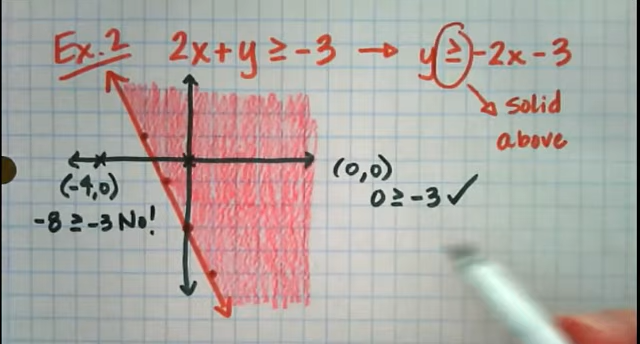 Ex. 2 2x + y ≥ -3 → y ≥ -2x - 3
solid
above
(0,0)
0 ≥ -3 ✓
(-4,0)
-8 ≥ -3 No!